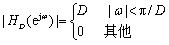 | H_D(e^{jω}) |= { D   | ω |< π / D
0   其他